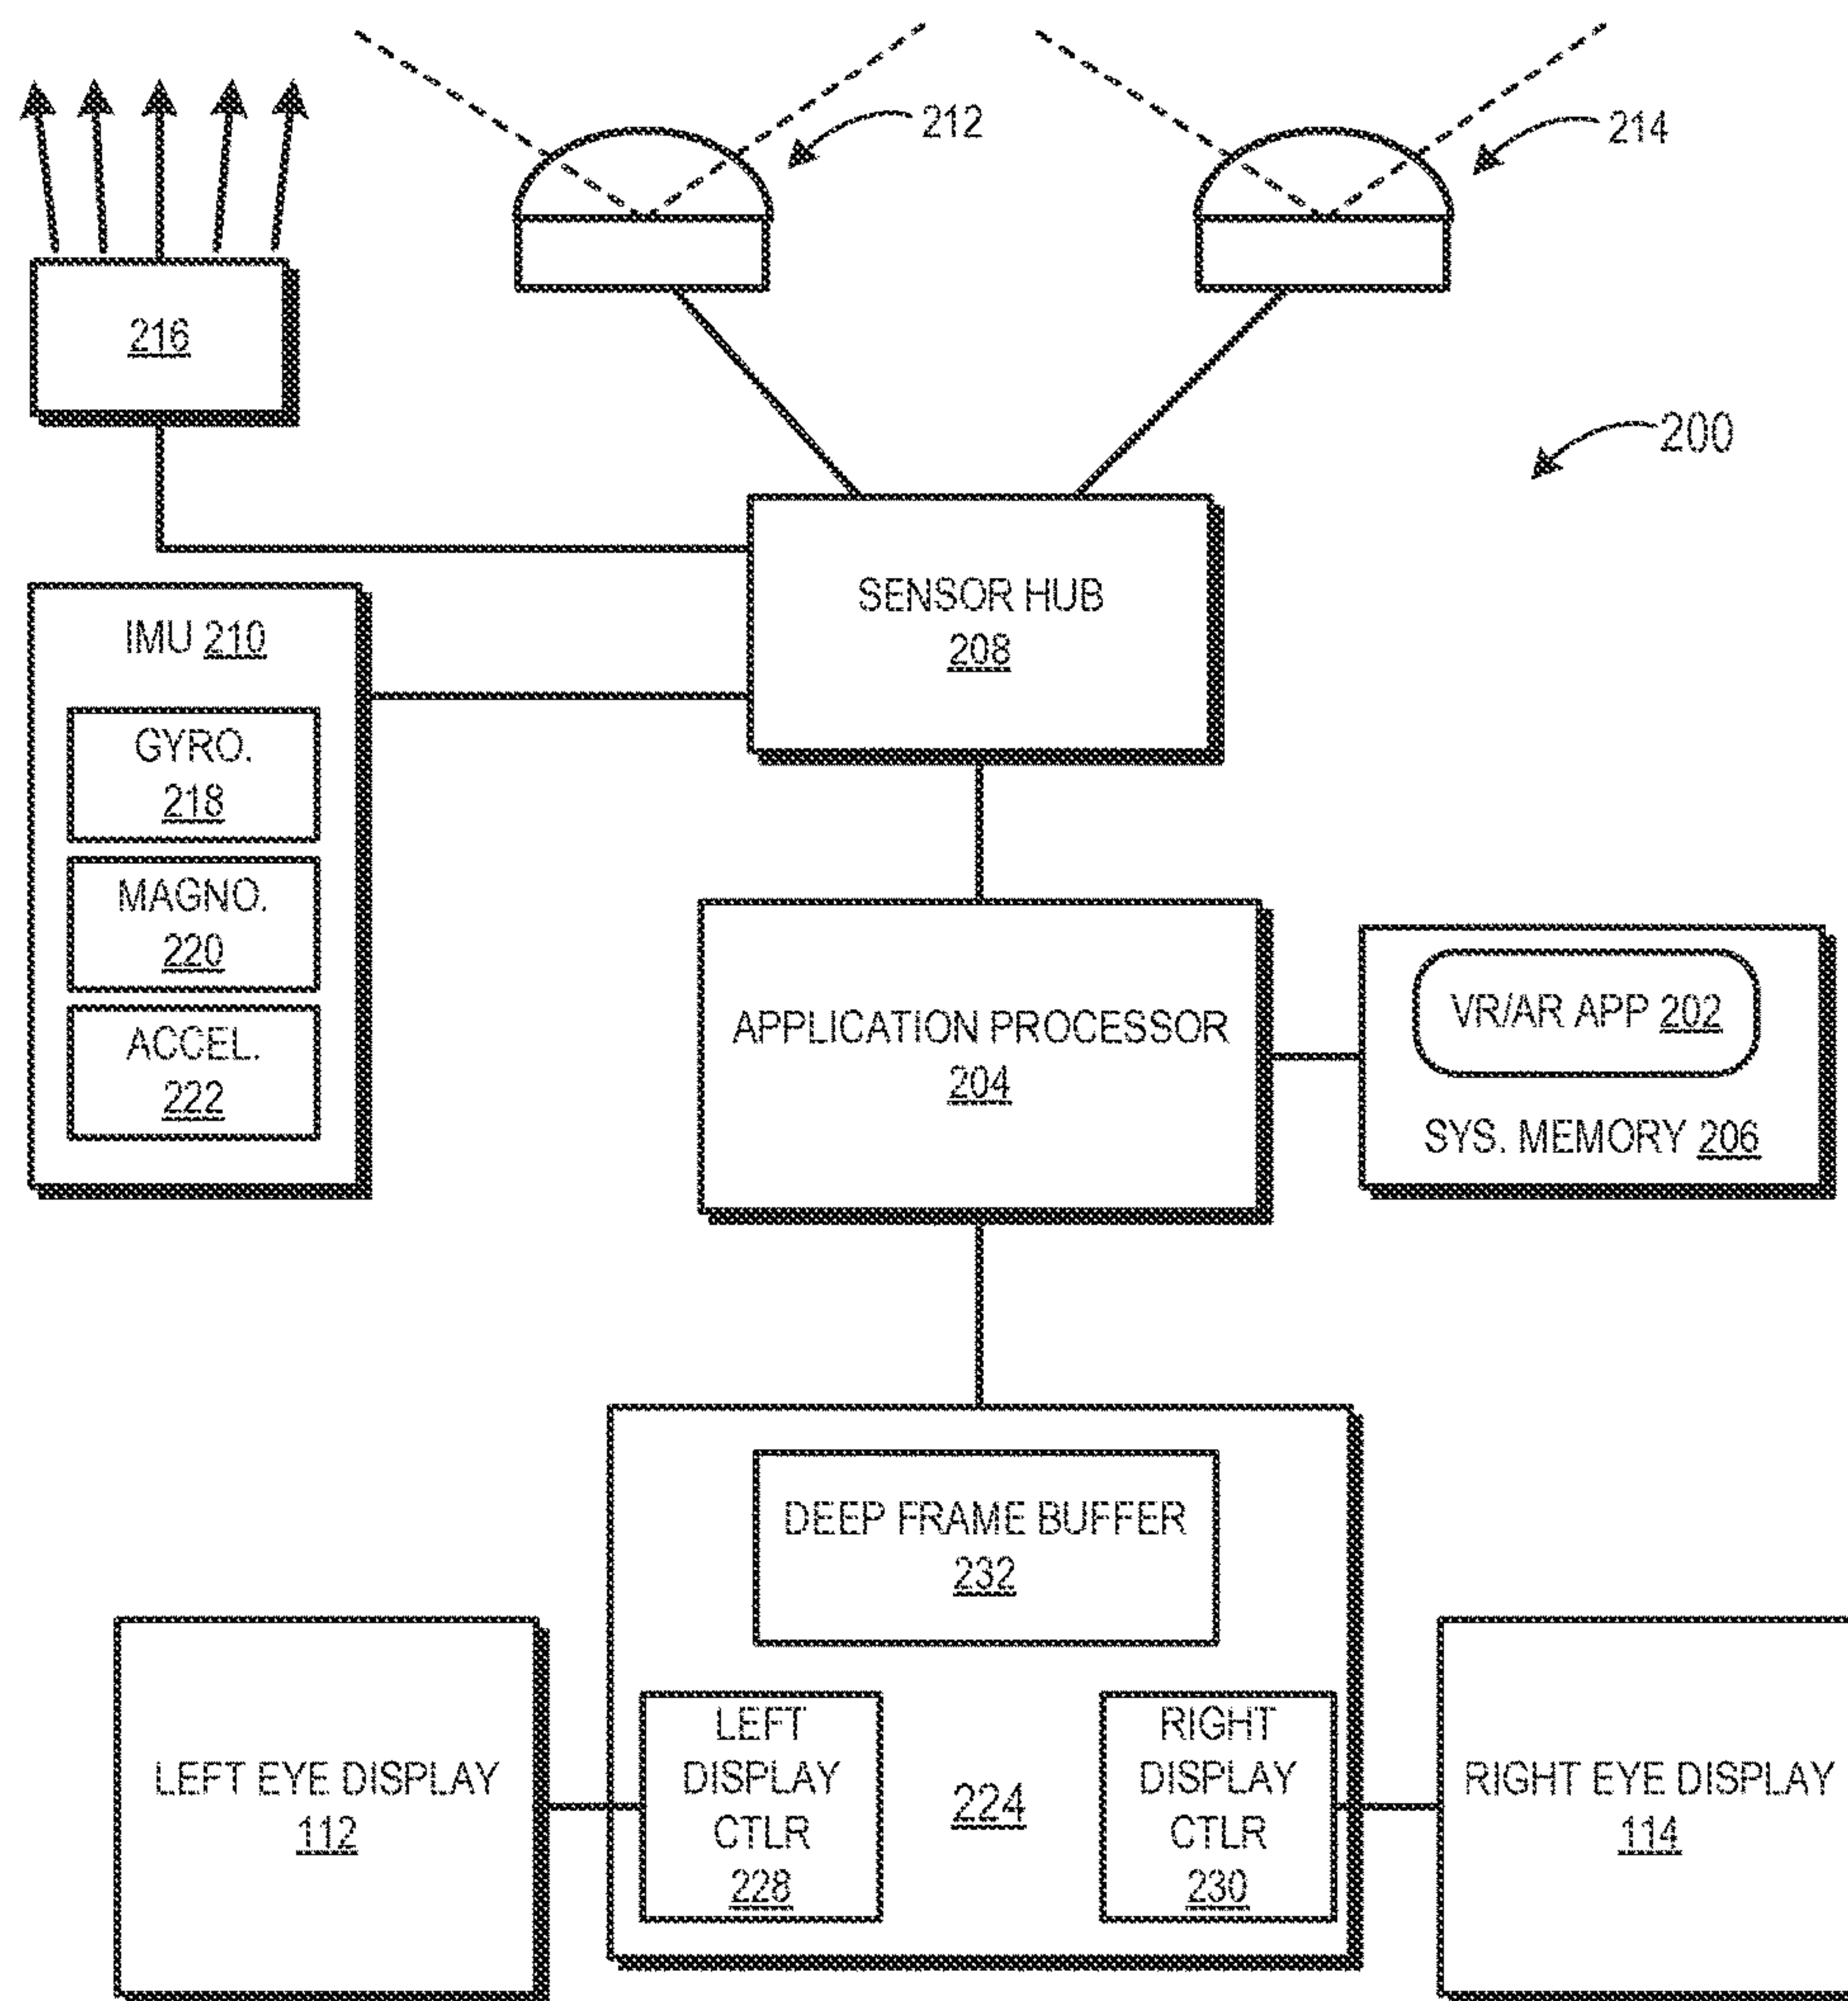 212
214
216
200
SENSOR HUB
208
IMU 210
GYRO.
218
MAGNO.
220
ACCEL.
222
APPLICATION PROCESSOR
204
VR/AR APP 202
SYS. MEMORY 206
DEEP FRAME BUFFER
232
LEFT EYE DISPLAY
112
LEFT
DISPLAY
CTLR
228
224
RIGHT
DISPLAY
CTLR
230
RIGHT EYE DISPLAY
114